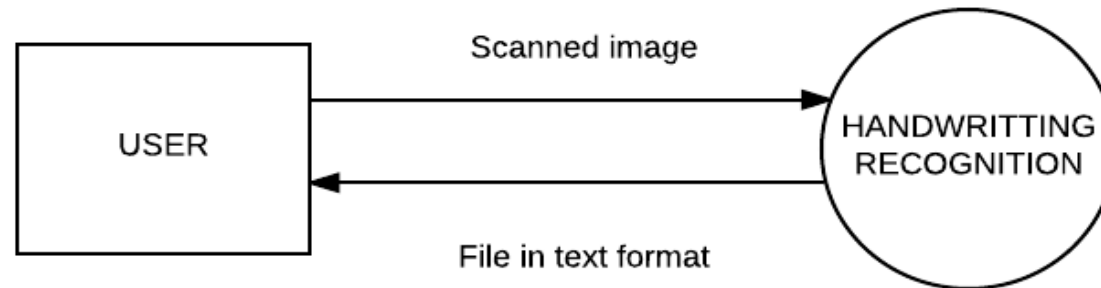 Scanned image
USER
HANDWRITTING
RECOGNITION
File in text format